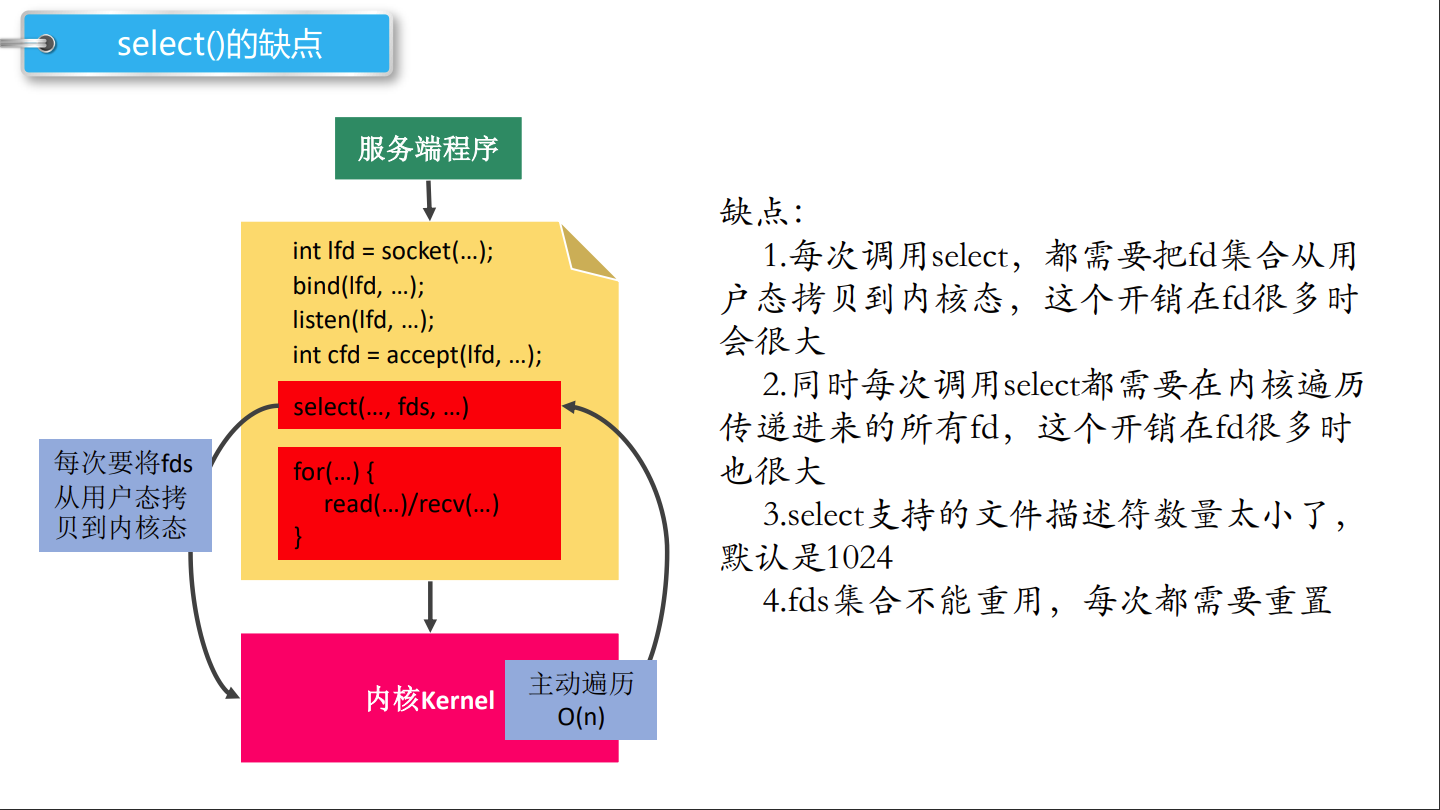 select()的缺点
服务端程序
int lfd = socket(…);
bind(lfd, …);
listen(lfd, …);
int cfd = accept(lfd, …);
select(…, fds, …)
for(…) {
read(…)/recv(…)
}
每次要将fds
从用户态拷
贝到内核态
内核Kernel
主动遍历
O(n)
缺点：
1.每次调用select，都需要把fd集合从用
户态拷贝到内核态，这个开销在fd很多时
会很大
2.同时每次调用select都需要在内核遍历
传递进来的所有fd，这个开销在fd很多时
也很大
3.select支持的文件描述符数量太小了，
默认是1024
4.fds集合不能重用，每次都需要重置